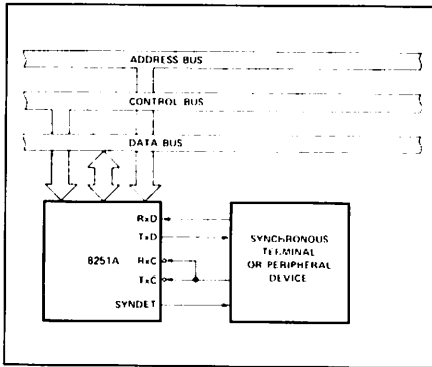 ADDRESS BUS
CONTROL BUS
DATA BUS
RxD
TxD
8251A
RxC
TxC
SYNDET
SYNCHRONOUS
TERMINAL
OR PERIPHERAL
DEVICE